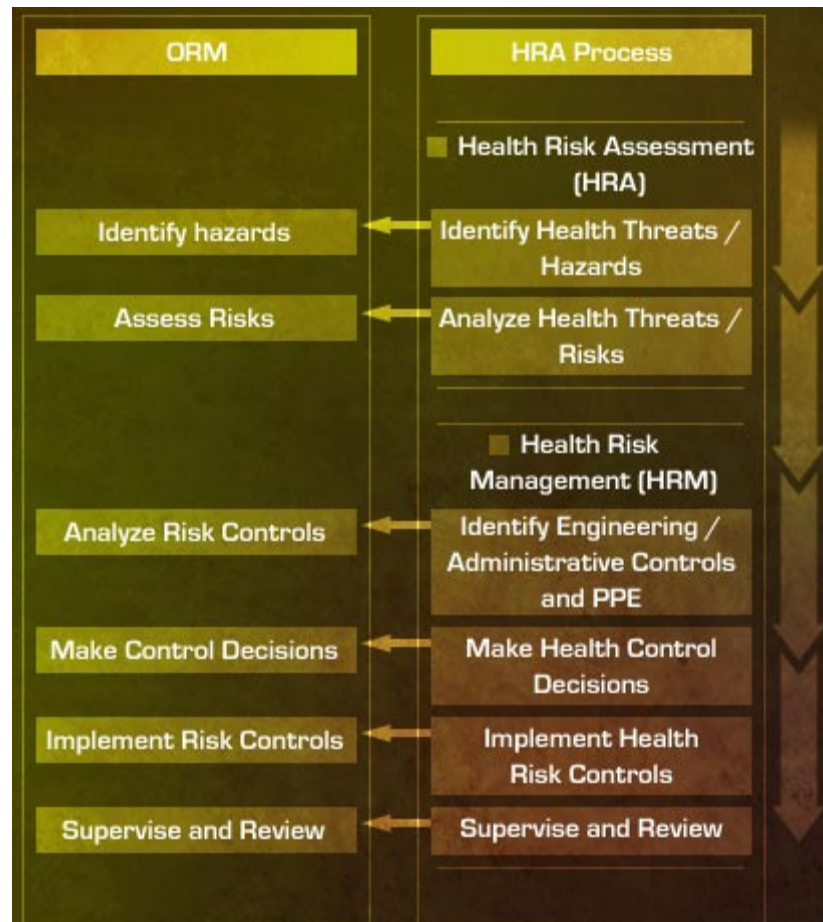 ORM
HRA Process
Health Risk Assessment
(HRA)
Identify hazards
Identify Health Threats /
Hazards
Assess Risks
Analyze Health Threats /
Risks
Health Risk
Management (HRM)
Analyze Risk Controls
Identify Engineering /
Administrative Controls
and PPE
Make Control Decisions
Make Health Control
Decisions
Implement Risk Controls
Implement Health
Risk Controls
Supervise and Review
Supervise and Review